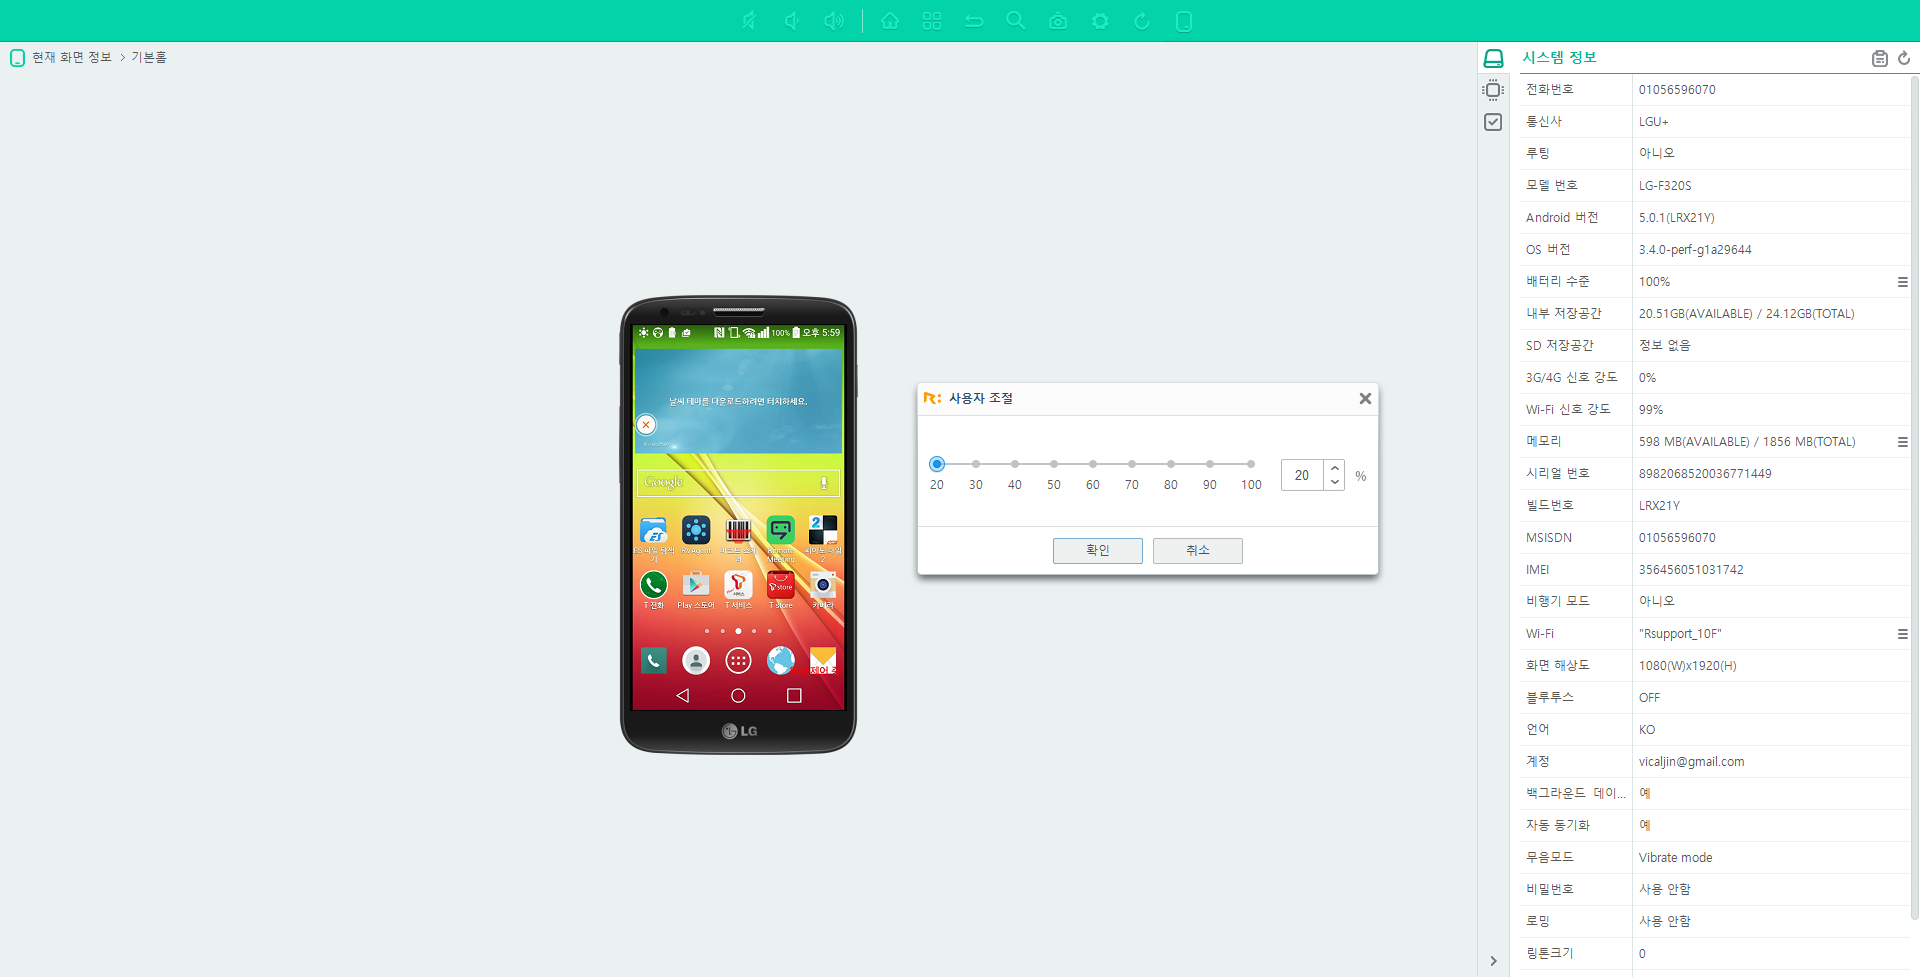 현재 화면 정보 > 기본홈
시스템 정보
전화번호 01056596070
통신사 LGU+
루팅 아니오
모델 번호 LG-F320S
Android 버전 5.0.1(LRX21Y)
OS 버전 3.4.0-perf-g1a29644
배터리 수준 100%
내부 저장공간 20.51GB(AVAILABLE) / 24.12GB(TOTAL)
SD 저장공간 정보 없음
3G/4G 신호 강도 0%
Wi-Fi 신호 강도 99%
메모리 598 MB(AVAILABLE) / 1856 MB(TOTAL)
시리얼 번호 8982068520036771449
빌드번호 LRX21Y
MSISDN 01056596070
IMEI 356456051031742
비행기 모드 아니오
Wi-Fi "Rsupport_10F"
화면 해상도 1080(W)x1920(H)
블루투스 OFF
언어 KO
계정 vicaljin@gmail.com
백그라운드 데이... 예
자동 동기화 예
무음모드 Vibrate mode
비밀번호 사용 안함
로밍 사용 안함
링톤크기 0
100% 오후 5:59
날씨 테마를 다운로드하려면 터치하세요.
Google
RVAgent
Remote
Meeting
2
T 전화 Play 스토어 T 서비스 T store 카메라
LG
R: 사용자 조절
20 30 40 50 60 70 80 90 100
20 %
확인 취소